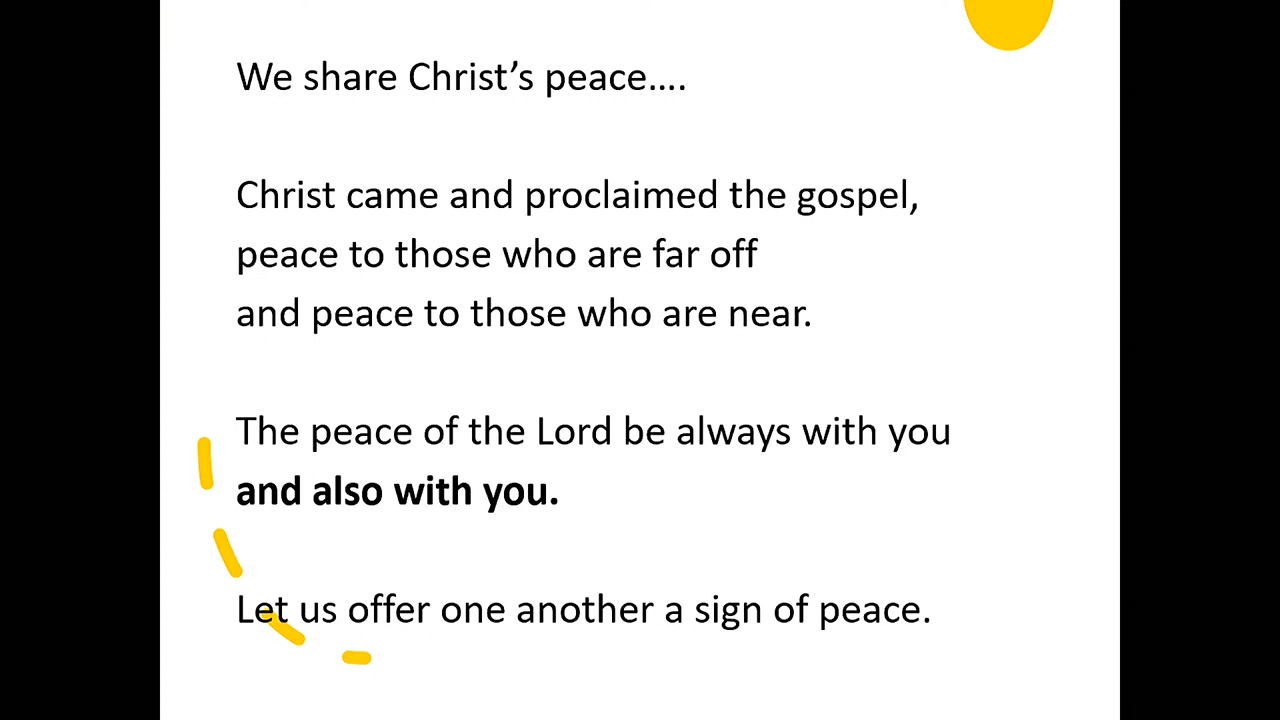 We share Christ’s peace….
Christ came and proclaimed the gospel,
peace to those who are far off
and peace to those who are near.
The peace of the Lord be always with you
and also with you.
Let us offer one another a sign of peace.